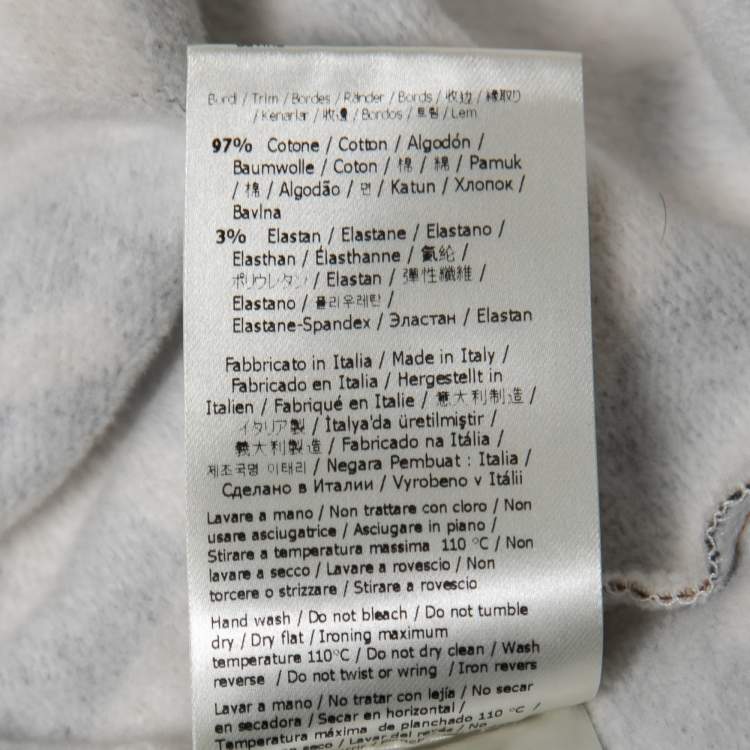 Bordi / Trim / Bordes / Ränder / Bords / 收边 / 縁取り
/ Kenarlar / 收邊 / Bordos / 트림 / Lem
97% Cotone / Cotton / Algodón /
Baumwolle / Coton / 棉 / 綿 / Pamuk
/ 棉 / Algodão / 면 / Katun / Хлопок /
Bavlna
3% Elastan / Elastane / Elastano /
Elasthan / Élasthanne / 氨纶 /
ポリウレタン / Elastan / 彈性纖維 /
Elastano / 폴리우레탄 /
Elastane-Spandex / Эластан / Elastan
Fabbricato in Italia / Made in Italy /
Fabricado en Italia / Hergestellt in
Italien / Fabriqué en Italie / 意大利制造 /
イタリア製 / İtalya'da üretilmiştir /
義大利製造 / Fabricado na Itália /
제조국명 이태리 / Negara Pembuat : Italia /
Сделано в Италии / Vyrobeno v Itálii
Lavare a mano / Non trattare con cloro / Non
usare asciugatrice / Asciugare in piano /
Stirare a temperatura massima 110 °C / Non
lavare a secco / Lavare a rovescio / Non
torcere o strizzare / Stirare a rovescio
Hand wash / Do not bleach / Do not tumble
dry / Dry flat / Ironing maximum
temperature 110°C / Do not dry clean / Wash
reverse / Do not twist or wring / Iron revers
Lavar a mano / No tratar con lejía / No secar
en secadora / Secar en horizontal /
Temperatura máxima de planchado 110 °C /
seco / Lavar del revés / No